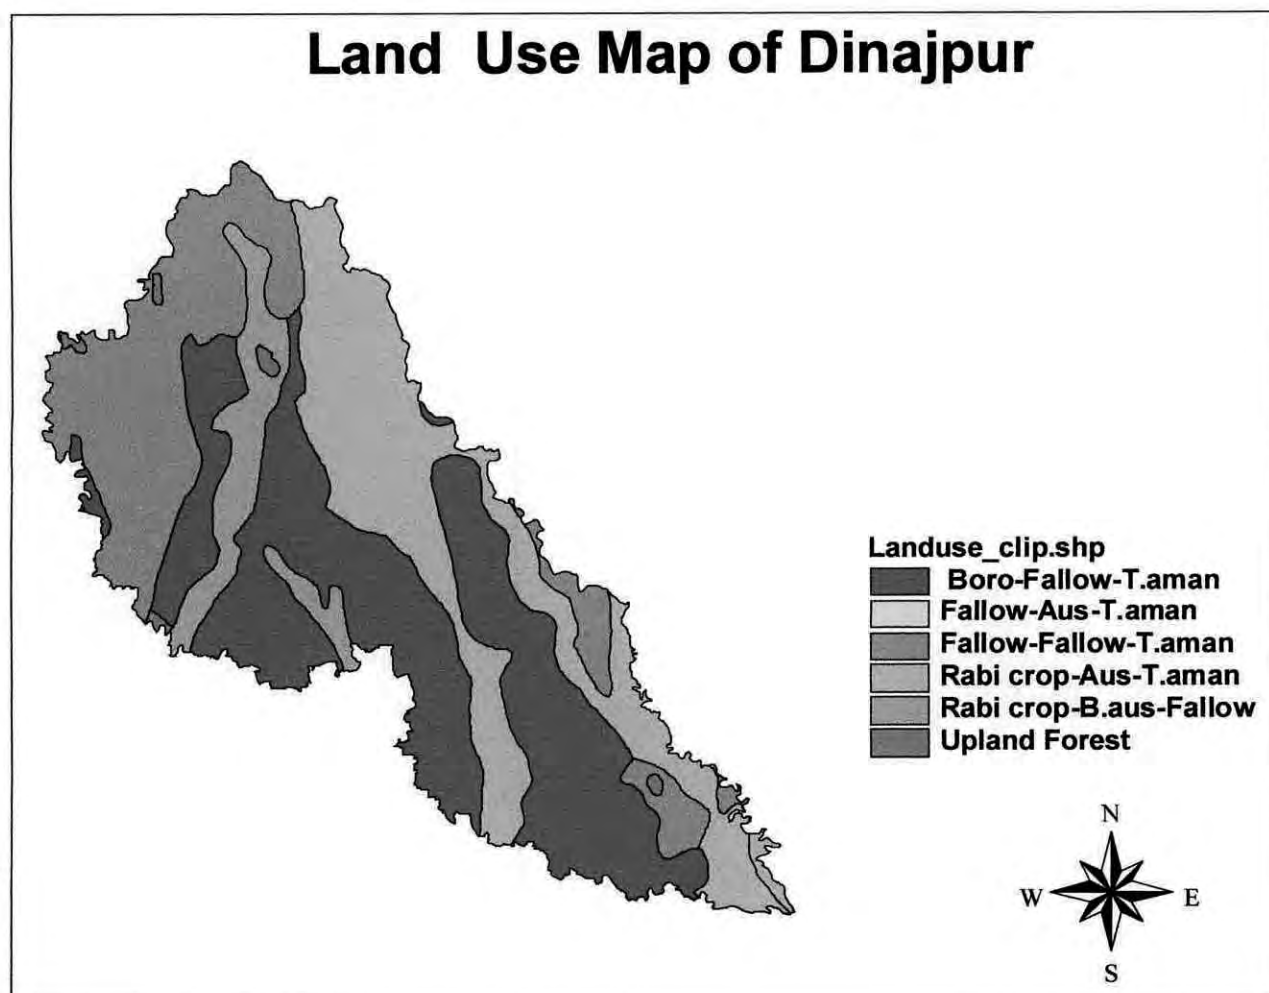 Land Use Map of Dinajpur
Landuse_clip.shp
Boro-Fallow-T.aman
Fallow-Aus-T.aman
Fallow-Fallow-T.aman
Rabi crop-Aus-T.aman
Rabi crop-B.aus-Fallow
Upland Forest
N
W E
S